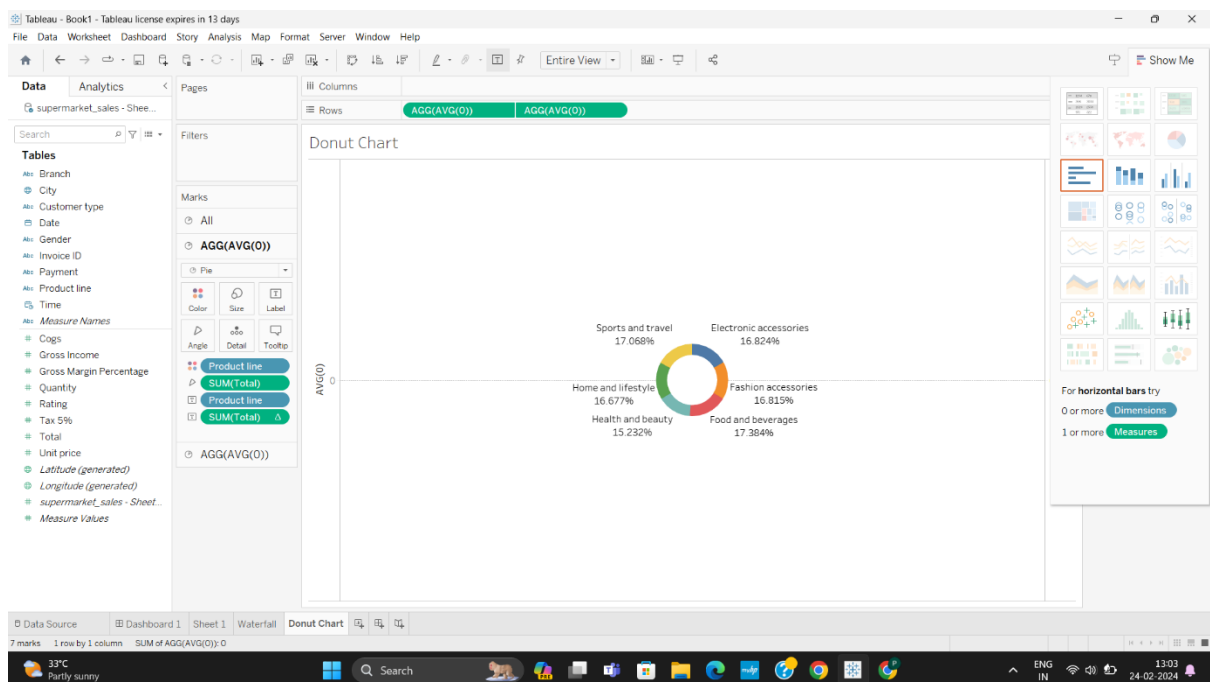 Tableau - Book1 - Tableau license expires in 13 days
File Data Worksheet Dashboard Story Analysis Map Format Server Window Help
Entire View
Show Me
Data Analytics
supermarket_sales - Shee...
Search
Tables
Abc Branch
City
Abc Customer type
Date
Abc Gender
Abc Invoice ID
Abc Payment
Abc Product line
Time
Abc Measure Names
# Cogs
# Gross Income
# Gross Margin Percentage
# Quantity
# Rating
# Tax 5%
# Total
# Unit price
Latitude (generated)
Longitude (generated)
# supermarket_sales - Sheet...
# Measure Values
Pages
Filters
Marks
All
AGG(AVG(0))
Pie
Color Size Label
Angle Detail Tooltip
Product line
SUM(Total)
Product line
SUM(Total) Δ
AGG(AVG(0))
iii Columns
Rows AGG(AVG(0)) AGG(AVG(0))
Donut Chart
AVG(0)
0
Sports and travel
17.068%
Electronic accessories
16.824%
Home and lifestyle
16.677%
Fashion accessories
16.815%
Health and beauty
15.232%
Food and beverages
17.384%
For horizontal bars try
0 or more Dimensions
1 or more Measures
Data Source Dashboard 1 Sheet 1 Waterfall Donut Chart
7 marks 1 row by 1 column SUM of AGG(AVG(0)): 0
33°C
Partly sunny
Search
ENG
IN
13:03
24-02-2024